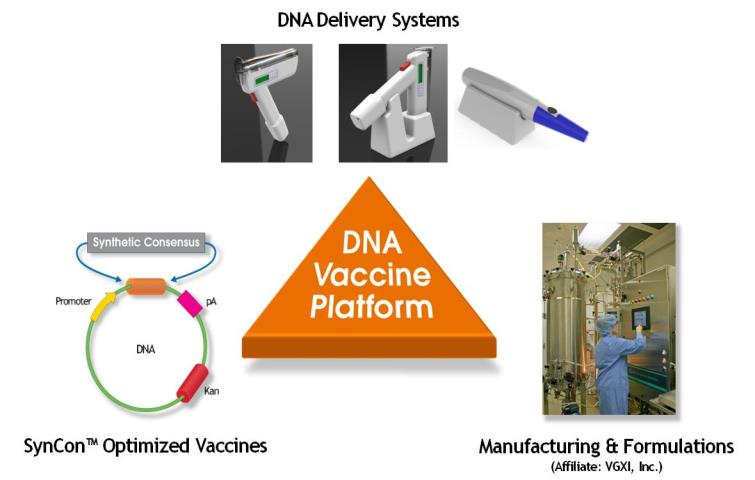 DNA Delivery Systems
DNA
Vaccine
Platform
Synthetic Consensus
Promoter
pA
DNA
Kan
SynCon™ Optimized Vaccines
Manufacturing & Formulations
(Affiliate: VGXI, Inc.)